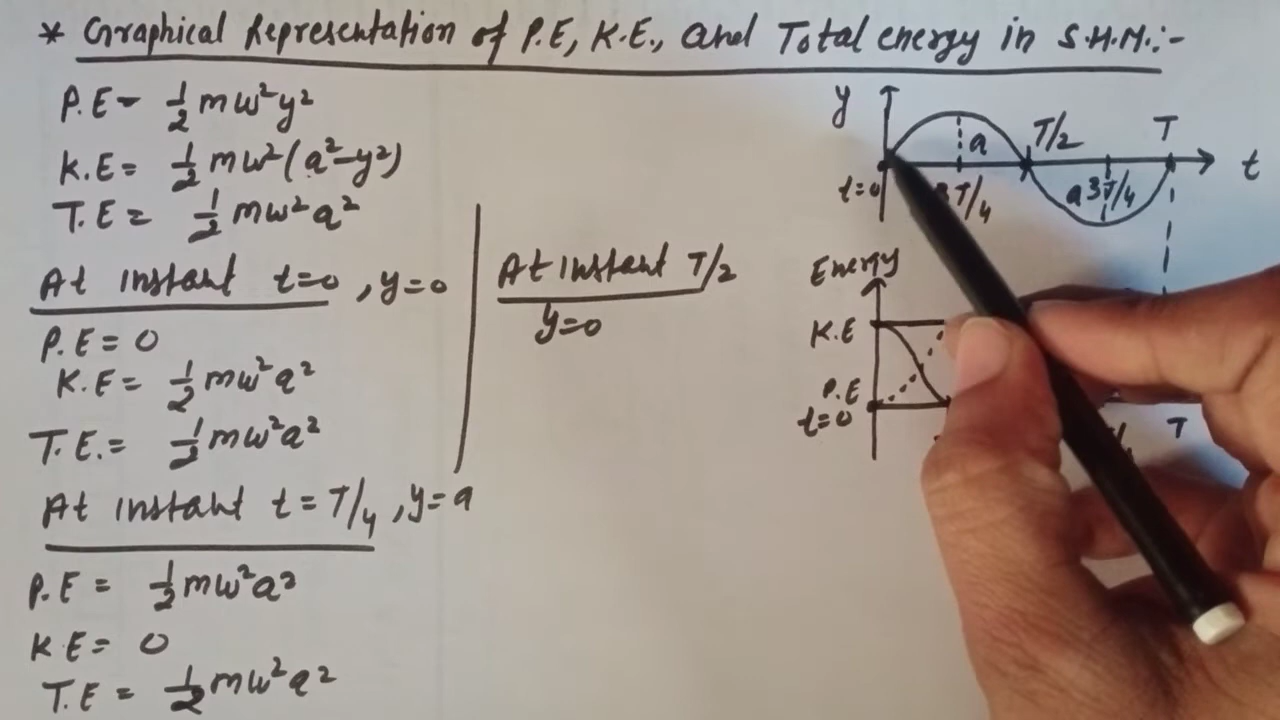 * Graphical Representation of P.E, K.E., and Total energy in S.H.M.:-
P.E = ½ mω²y²
K.E = ½ mω²(a²-y²)
T.E = ½ mω²a²
At instant t=0, y=0
P.E = 0
K.E = ½ mω²a²
T.E. = ½ mω²a²
At instant t = T/4, y=a
P.E = ½ mω²a²
K.E = 0
T.E = ½ mω²a²
At instant T/2
y=0
y
a
T/2
T
t
t=0
T/4
a 3T/4
Energy
K.E
P.E
t=0
T